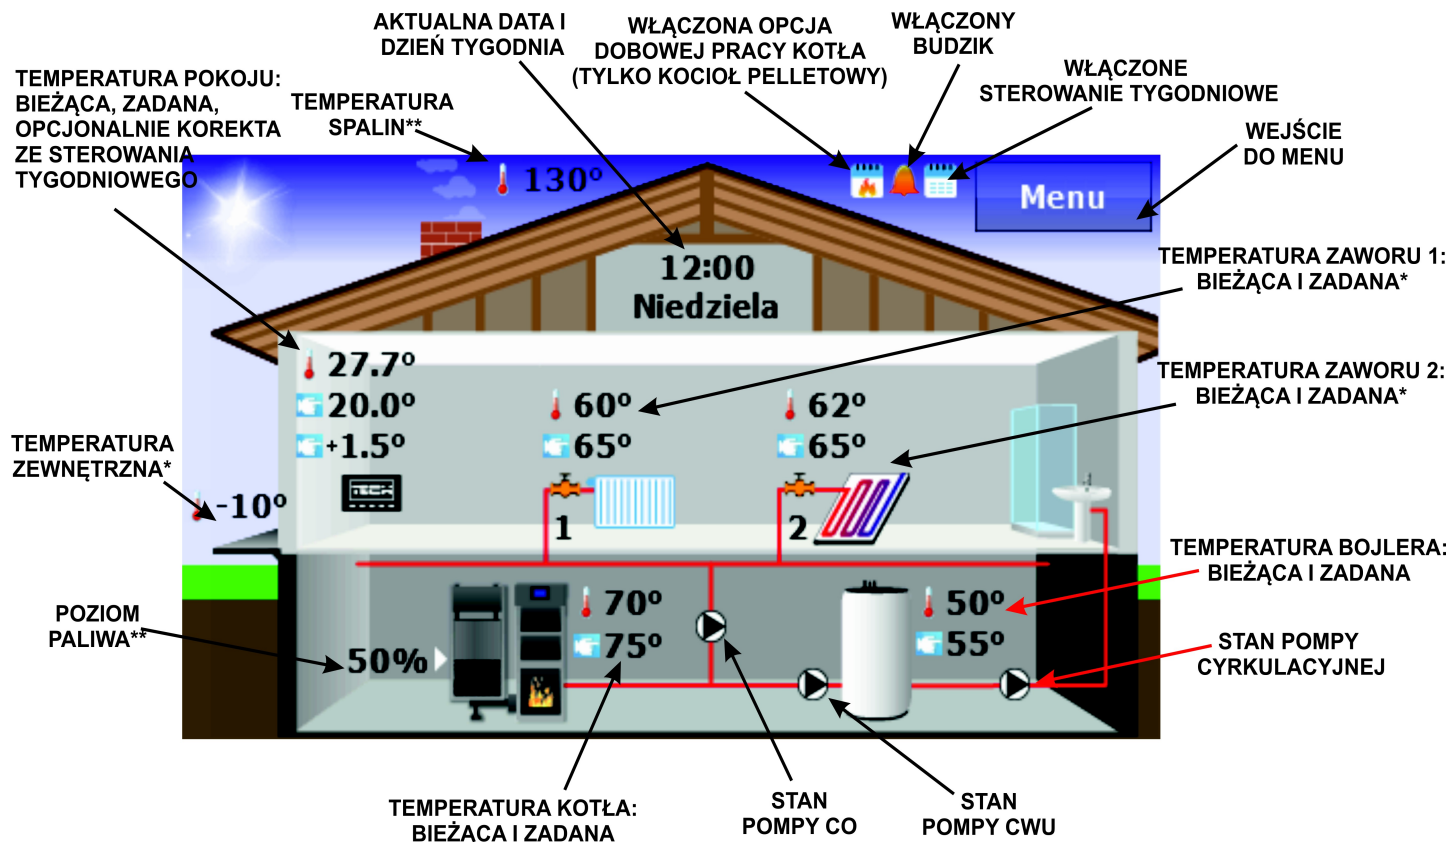 AKTUALNA DATA I
DZIEŃ TYGODNIA
WŁĄCZONA OPCJA
DOBOWEJ PRACY KOTŁA
(TYLKO KOCIOŁ PELLETOWY)
WŁĄCZONY
BUDZIK
WŁĄCZONE
STEROWANIE TYGODNIOWE
TEMPERATURA POKOJU:
BIEŻĄCA, ZADANA,
OPCJONALNIE KOREKTA
ZE STEROWANIA
TYGODNIOWEGO
TEMPERATURA
SPALIN**
WEJŚCIE
DO MENU
130°
Menu
12:00
Niedziela
TEMPERATURA ZAWORU 1:
BIEŻĄCA I ZADANA*
27.7°
20.0°
+1.5°
TECH
60°
65°
1
62°
65°
2
TEMPERATURA ZAWORU 2:
BIEŻĄCA I ZADANA*
TEMPERATURA
ZEWNĘTRZNA*
-10°
TEMPERATURA BOJLERA:
BIEŻĄCA I ZADANA
POZIOM
PALIWA**
50%
70°
75°
50°
55°
STAN POMPY
CYRKULACYJNEJ
TEMPERATURA KOTŁA:
BIEŻĄCA I ZADANA
STAN
POMPY CO
STAN
POMPY CWU